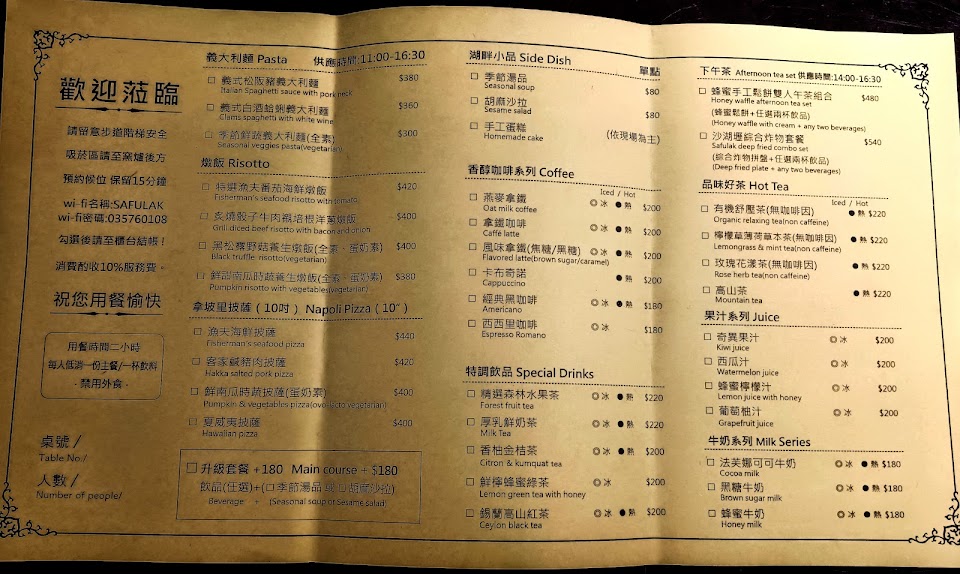 歡迎蒞臨
請留意步道階梯安全
吸菸區請至窯爐後方
預約候位 保留15分鐘
wi-fi名稱:SAFULAK
wi-fi密碼:035760108
勾選後請至櫃台結帳!
消費酌收10%服務費。
祝您用餐愉快
用餐時間二小時
每人低消一份主餐/一杯飲料
·禁用外食·
桌號 /
Table No./
人數 /
Number of people/
義大利麵 Pasta 供應時間:11:00-16:30
☐ 義式松阪豬義大利麵 $380
Italian Spaghetti sauce with pork neck
☐ 義式白酒蛤蜊義大利麵 $360
Clams spaghetti with white wine
☐ 季節鮮蔬義大利麵(全素) $300
Seasonal veggies pasta(vegetarian)
燉飯 Risotto
☐ 特選漁夫番茄海鮮燉飯 $420
Fisherman's seafood risotto with tomato
☐ 炙燒骰子牛肉襯培根洋蔥燉飯 $400
Grill-diced beef risotto with bacon and onion
☐ 黑松露野菇養生燉飯(全素、蛋奶素) $400
Black truffle risotto(vegetarian)
☐ 鮮甜南瓜時蔬養生燉飯(全素、蛋奶素) $380
Pumpkin risotto with vegetables(vegetarian)
拿坡里披薩(10吋) Napoli Pizza(10")
☐ 漁夫海鮮披薩 $440
Fisherman's seafood pizza
☐ 客家鹹豬肉披薩 $420
Hakka salted pork pizza
☐ 鮮南瓜時蔬披薩(蛋奶素) $400
Pumpkin & vegetables pizza(ovo-lacto vegetarian)
☐ 夏威夷披薩 $400
Hawaiian pizza
☐ 升級套餐 +180 Main course + $180
飲品(任選)+(☐季節湯品 或☐胡麻沙拉)
Beverage + (Seasonal soup or Sesame salad)
湖畔小品 Side Dish 單點
☐ 季節湯品 $80
Seasonal soup
☐ 胡麻沙拉 $80
Sesame salad
☐ 手工蛋糕 (依現場為主)
Homemade cake
香醇咖啡系列 Coffee Iced / Hot
☐ 燕麥拿鐵 ◎冰 ●熱 $200
Oat milk coffee
☐ 拿鐵咖啡 ◎冰 ●熱 $200
Caffé latte
☐ 風味拿鐵(焦糖/黑糖) ◎冰 ●熱 $200
Flavored latte(brown sugar/caramel)
☐ 卡布奇諾 ●熱 $200
Cappuccino
☐ 經典黑咖啡 ◎冰 ●熱 $180
Americano
☐ 西西里咖啡 ◎冰 $180
Espresso Romano
特調飲品 Special Drinks
☐ 精選森林水果茶 ◎冰 ●熱 $220
Forest fruit tea
☐ 厚乳鮮奶茶 ◎冰 ●熱 $220
Milk Tea
☐ 香柚金桔茶 ◎冰 ●熱 $200
Citron & kumquat tea
☐ 鮮檸蜂蜜綠茶 ◎冰 $200
Lemon green tea with honey
☐ 錫蘭高山紅茶 ◎冰 ●熱 $200
Ceylon black tea
下午茶 Afternoon tea set 供應時間:14:00-16:30
☐ 蜂蜜手工鬆餅雙人午茶組合 $480
Honey waffle afternoon tea set
(蜂蜜鬆餅+任選兩杯飲品)
(Honey waffle with cream + any two beverages)
☐ 沙湖壢綜合炸物套餐 $540
Safulak deep fried combo set
(綜合炸物拼盤+任選兩杯飲品)
(Deep fried plate + any two beverages)
品味好茶 Hot Tea Iced / Hot
☐ 有機舒壓茶(無咖啡因) ●熱 $220
Organic relaxing tea(non caffeine)
☐ 檸檬草薄荷草本茶(無咖啡因) ●熱 $220
Lemongrass & mint tea(non caffeine)
☐ 玫瑰花漾茶(無咖啡因) ●熱 $220
Rose herb tea(non caffeine)
☐ 高山茶 ●熱 $220
Mountain tea
果汁系列 Juice
☐ 奇異果汁 ◎冰 $200
Kiwi juice
☐ 西瓜汁 ◎冰 $200
Watermelon juice
☐ 蜂蜜檸檬汁 ◎冰 $200
Lemon juice with honey
☐ 葡萄柚汁 ◎冰 $200
Grapefruit juice
牛奶系列 Milk Series
☐ 法芙娜可可牛奶 ◎冰 ●熱 $180
Cocoa milk
☐ 黑糖牛奶 ◎冰 ●熱 $180
Brown sugar milk
☐ 蜂蜜牛奶 ◎冰 ●熱 $180
Honey milk